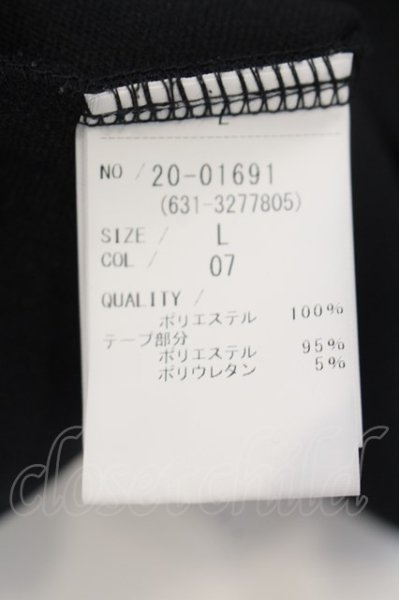 L
NO / 20-01691
(631-3277805)
SIZE / L
COL / 07
QUALITY /
ポリエステル 100%
テープ部分
ポリエステル 95%
ポリウレタン 5%
closetchild